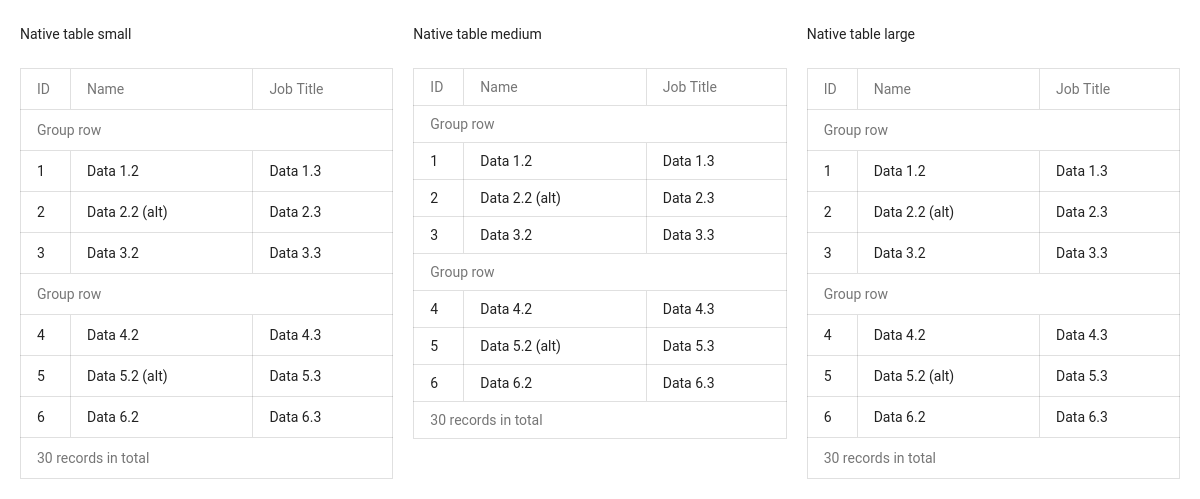 Native table small
ID Name Job Title
Group row
1 Data 1.2 Data 1.3
2 Data 2.2 (alt) Data 2.3
3 Data 3.2 Data 3.3
Group row
4 Data 4.2 Data 4.3
5 Data 5.2 (alt) Data 5.3
6 Data 6.2 Data 6.3
30 records in total
Native table medium
ID Name Job Title
Group row
1 Data 1.2 Data 1.3
2 Data 2.2 (alt) Data 2.3
3 Data 3.2 Data 3.3
Group row
4 Data 4.2 Data 4.3
5 Data 5.2 (alt) Data 5.3
6 Data 6.2 Data 6.3
30 records in total
Native table large
ID Name Job Title
Group row
1 Data 1.2 Data 1.3
2 Data 2.2 (alt) Data 2.3
3 Data 3.2 Data 3.3
Group row
4 Data 4.2 Data 4.3
5 Data 5.2 (alt) Data 5.3
6 Data 6.2 Data 6.3
30 records in total